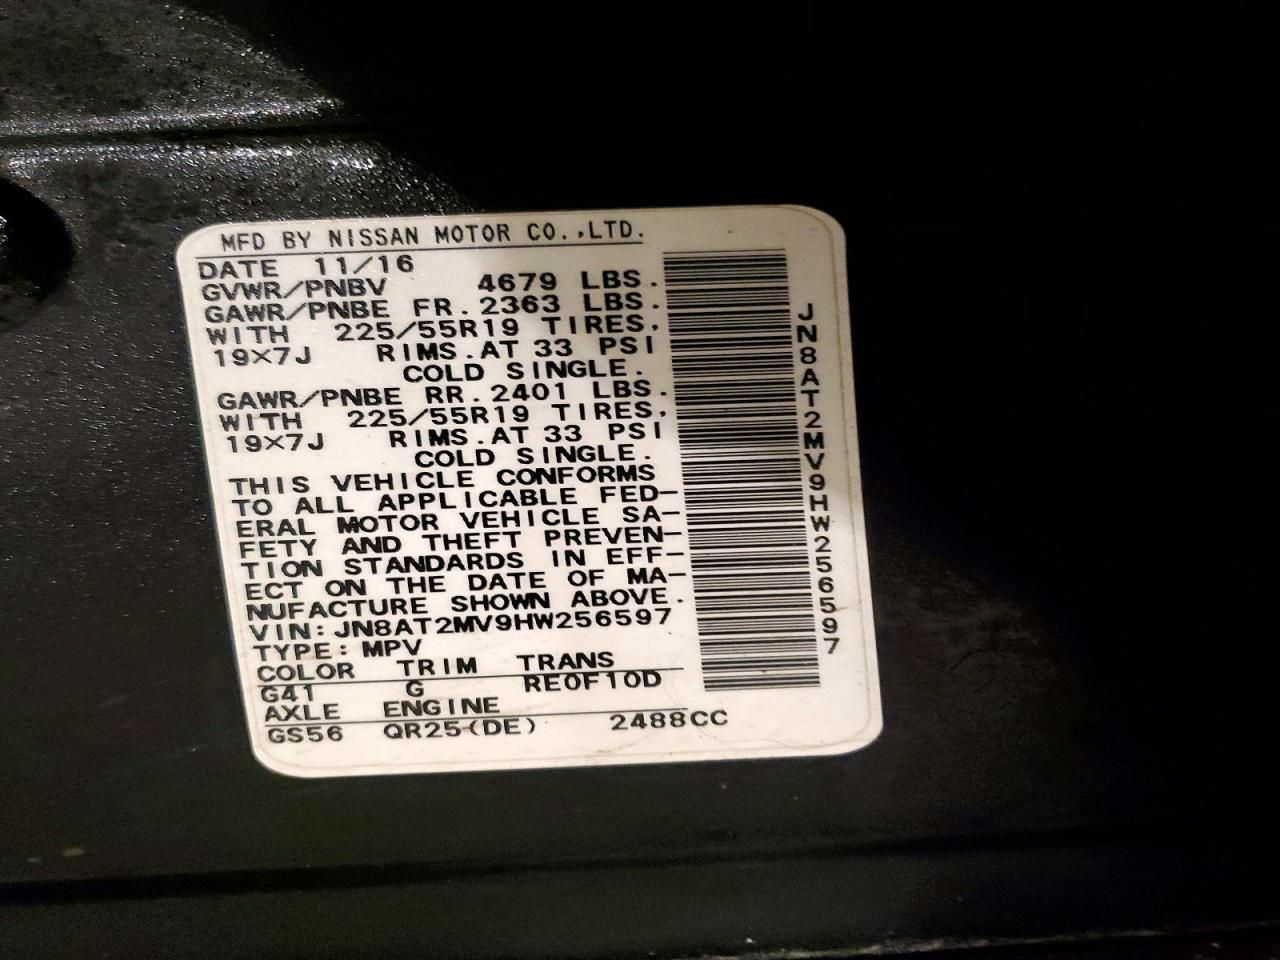 MFD BY NISSAN MOTOR CO.,LTD.
DATE 11/16
GVWR/PNBV 4679 LBS.
GAWR/PNBE FR. 2363 LBS.
WITH 225/55R19 TIRES,
19X7J RIMS.AT 33 PSI
COLD SINGLE.
GAWR/PNBE RR. 2401 LBS.
WITH 225/55R19 TIRES,
19X7J RIMS.AT 33 PSI
COLD SINGLE.
THIS VEHICLE CONFORMS
TO ALL APPLICABLE FED-
ERAL MOTOR VEHICLE SA-
FETY AND THEFT PREVEN-
TION STANDARDS IN EFF-
ECT ON THE DATE OF MA-
NUFACTURE SHOWN ABOVE.
VIN: JN8AT2MV9HW256597
TYPE: MPV
COLOR TRIM TRANS
G41 G RE0F10D
AXLE ENGINE
GS56 QR25(DE) 2488CC
JN8AT2MV9HW256597